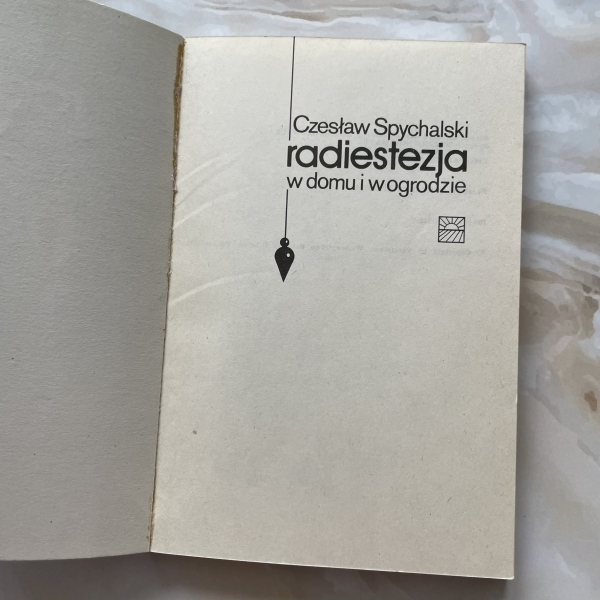 Czesław Spychalski
radiestezja
w domu i w ogrodzie